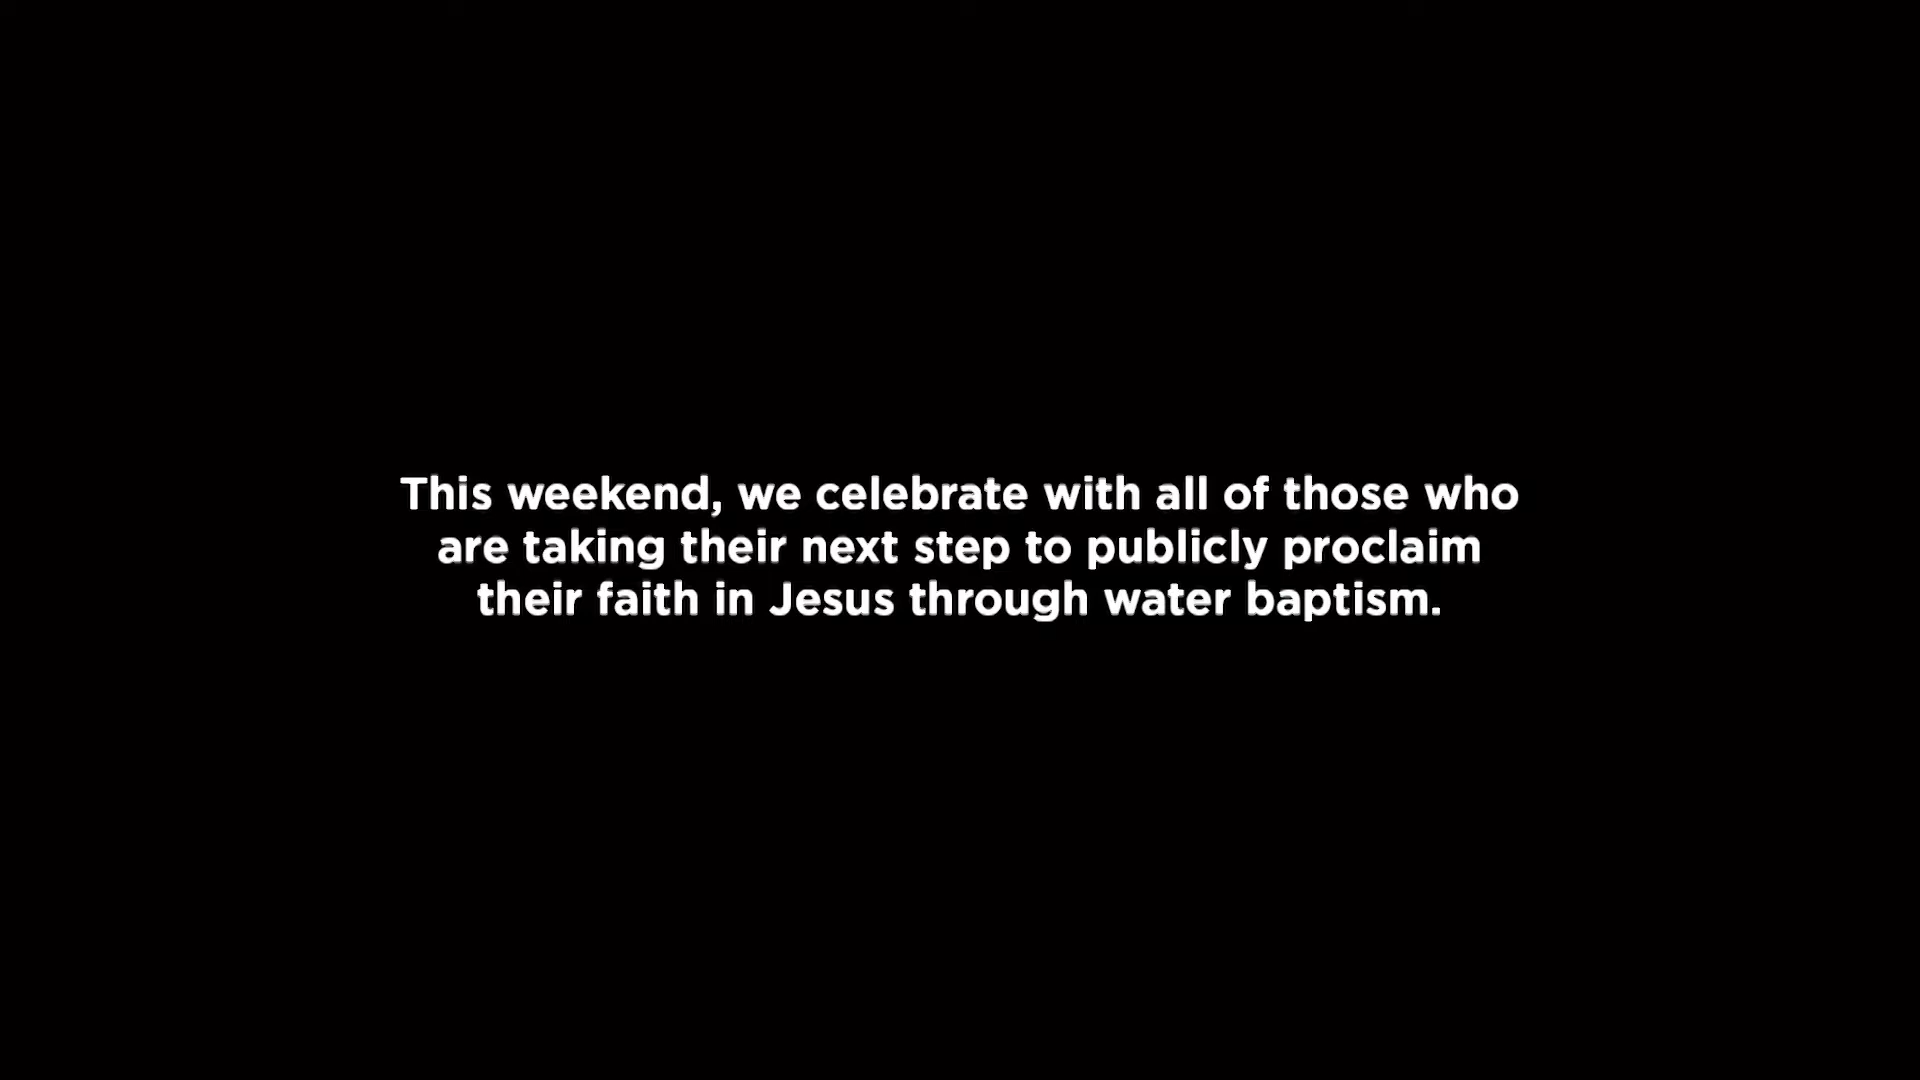 This weekend, we celebrate with all of those who
are taking their next step to publicly proclaim
their faith in Jesus through water baptism.